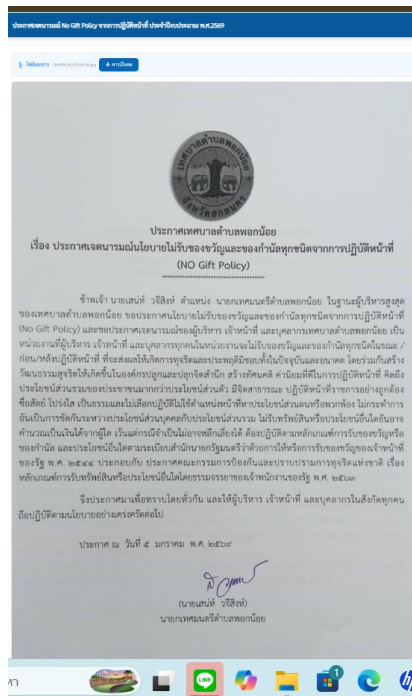 ประกาศเจตนารมณ์ No Gift Policy จากการปฏิบัติหน้าที่ ประจำปีงบประมาณ พ.ศ.2569
ไฟล์เอกสาร
ดาวน์โหลด
เทศบาลตำบลพอกน้อย
จังหวัดสกลนคร
ประกาศเทศบาลตำบลพอกน้อย
เรื่อง ประกาศเจตนารมณ์นโยบายไม่รับของขวัญและของกำนัลทุกชนิดจากการปฏิบัติหน้าที่
(NO Gift Policy)
ข้าพเจ้า นายเสน่ห์ วจีสิงห์ ตำแหน่ง นายกเทศมนตรีตำบลพอกน้อย ในฐานะผู้บริหารสูงสุด
ของเทศบาลตำบลพอกน้อย ขอประกาศนโยบายไม่รับของขวัญและของกำนัลทุกชนิดจากการปฏิบัติหน้าที่
(No Gift Policy) และขอประกาศเจตนารมณ์ของผู้บริหาร เจ้าหน้าที่ และบุคลากรเทศบาลตำบลพอกน้อย เป็น
หน่วยงานที่ผู้บริหาร เจ้าหน้าที่ และบุคลากรทุกคนในหน่วยงานจะไม่รับของขวัญและของกำนัลทุกชนิดในขณะ /
ก่อน/หลังปฏิบัติหน้าที่ ที่จะส่งผลให้เกิดการทุจริตและประพฤติมิชอบทั้งในปัจจุบันและอนาคต โดยร่วมกันสร้าง
วัฒนธรรมสุจริตให้เกิดขึ้นในองค์กรปลูกและปลุกจิตสำนึก สร้างทัศนคติ ค่านิยมที่ดีในการปฏิบัติหน้าที่ คิดถึง
ประโยชน์ส่วนรวมของประชาชนมากกว่าประโยชน์ส่วนตัว มีจิตสาธารณะ ปฏิบัติหน้าที่ราชการอย่างถูกต้อง
ซื่อสัตย์ โปร่งใส เป็นธรรมและไม่เลือกปฏิบัติไม่ใช้ตำแหน่งหน้าที่หาประโยชน์ส่วนตนหรือพวกพ้อง ไม่กระทำการ
อันเป็นการขัดกันระหว่างประโยชน์ส่วนบุคคลกับประโยชน์ส่วนรวม ไม่รับทรัพย์สินหรือประโยชน์อื่นใดอันอาจ
คำนวณเป็นเงินได้จากผู้ใด เว้นแต่กรณีจำเป็นไม่อาจหลีกเลี่ยงได้ ต้องปฏิบัติตามหลักเกณฑ์การรับของขวัญหรือ
ของกำนัล และประโยชน์อื่นใดตามระเบียบสำนักนายกรัฐมนตรีว่าด้วยการให้หรือการรับของขวัญของเจ้าหน้าที่
ของรัฐ พ.ศ. ๒๕๔๔ ประกอบกับ ประกาศคณะกรรมการป้องกันและปราบปรามการทุจริตแห่งชาติ เรื่อง
หลักเกณฑ์การรับทรัพย์สินหรือประโยชน์อื่นใดโดยธรรมจรรยาของเจ้าพนักงานของรัฐ พ.ศ. ๒๕๖๓
จึงประกาศมาเพื่อทราบโดยทั่วกัน และให้ผู้บริหาร เจ้าหน้าที่ และบุคลากรในสังกัดทุกคน
ถือปฏิบัติตามนโยบายอย่างเคร่งครัดต่อไป
ประกาศ ณ วันที่ ๕ มกราคม พ.ศ. ๒๕๖๙
(นายเสน่ห์ วจีสิงห์)
นายกเทศมนตรีตำบลพอกน้อย
หา
LINE
1